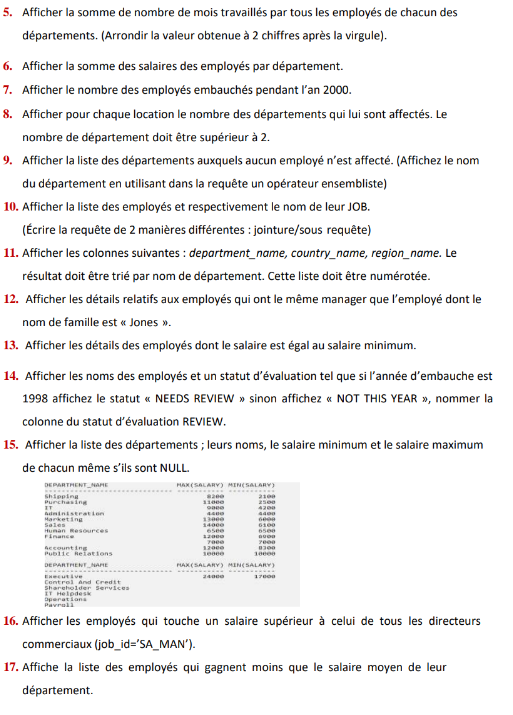 5. Afficher la somme de nombre de mois travaillés par tous les employés de chacun des
départements. (Arrondir la valeur obtenue à 2 chiffres après la virgule).
6. Afficher la somme des salaires des employés par département.
7. Afficher le nombre des employés embauchés pendant l'an 2000.
8. Afficher pour chaque location le nombre des départements qui lui sont affectés. Le
nombre de département doit être supérieur à 2.
9. Afficher la liste des départements auxquels aucun employé n'est affecté. (Affichez le nom
du département en utilisant dans la requête un opérateur ensembliste)
10. Afficher la liste des employés et respectivement le nom de leur JOB.
(Écrire la requête de 2 manières différentes : jointure/sous requête)
11. Afficher les colonnes suivantes : department_name, country_name, region_name. Le
résultat doit être trié par nom de département. Cette liste doit être numérotée.
12. Afficher les détails relatifs aux employés qui ont le même manager que l'employé dont le
nom de famille est « Jones ».
13. Afficher les détails des employés dont le salaire est égal au salaire minimum.
14. Afficher les noms des employés et un statut d'évaluation tel que si l'année d'embauche est
1998 affichez le statut « NEEDS REVIEW » sinon affichez « NOT THIS YEAR », nommer la
colonne du statut d'évaluation REVIEW.
15. Afficher la liste des départements ; leurs noms, le salaire minimum et le salaire maximum
de chacun même s'ils sont NULL.
DEPARTMENT_NAME MAX(SALARY) MIN(SALARY)
Shipping 8200 2100
Purchasing 11000 2500
IT 9000 4200
Administration 4400 4400
Marketing 13000 6000
Sales 14000 6100
Human Resources 6500 6500
Finance 12000 6900
7000 7000
Accounting 12000 8300
Public Relations 10000 10000
DEPARTMENT_NAME MAX(SALARY) MIN(SALARY)
Executive 24000 17000
Control And Credit
Shareholder Services
IT Helpdesk
Operations
Payroll
16. Afficher les employés qui touche un salaire supérieur à celui de tous les directeurs
commerciaux (job_id='SA_MAN').
17. Affiche la liste des employés qui gagnent moins que le salaire moyen de leur
département.